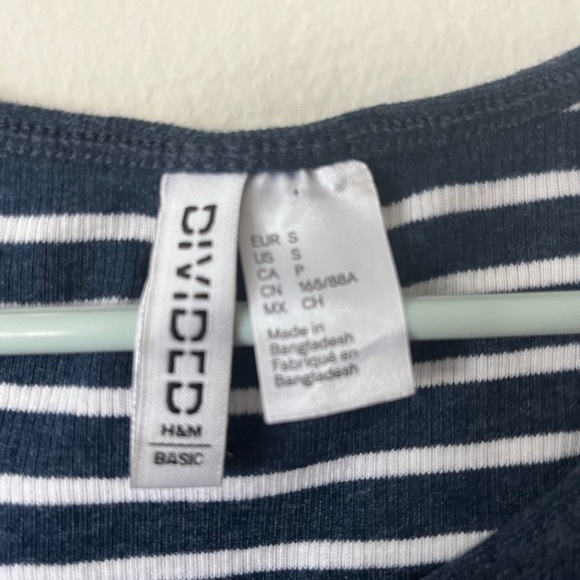 DIVIDED
H&M
BASIC
EUR S
US S
CA P
CN 165/88A
MX CH
Made in
Bangladesh
Fabriqué en
Bangladesh